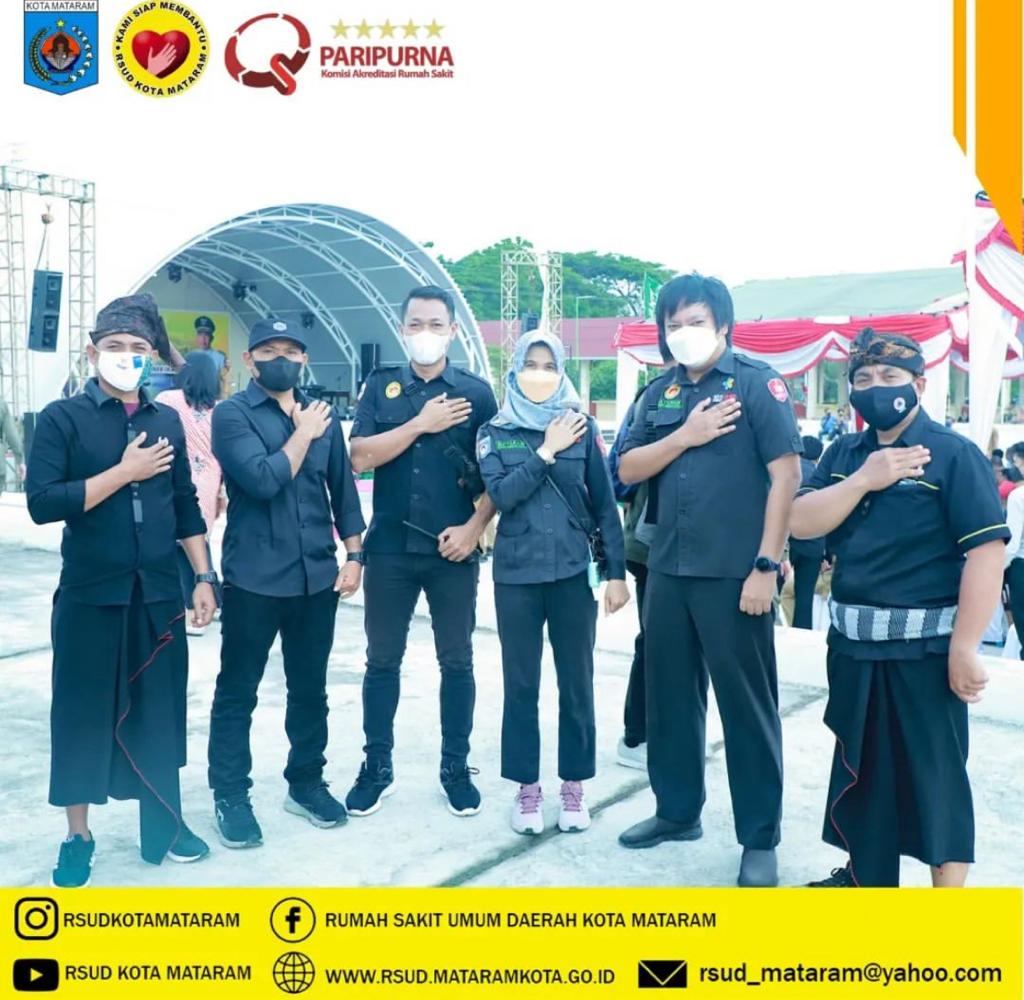 KOTA MATARAM
KAMI SIAP MEMBANTU
RSUD KOTA MATARAM
PARIPURNA
Komisi Akreditasi Rumah Sakit
RSUDKOTAMATARAM
RUMAH SAKIT UMUM DAERAH KOTA MATARAM
RSUD KOTA MATARAM
WWW.RSUD.MATARAMKOTA.GO.ID
rsud_mataram@yahoo.com